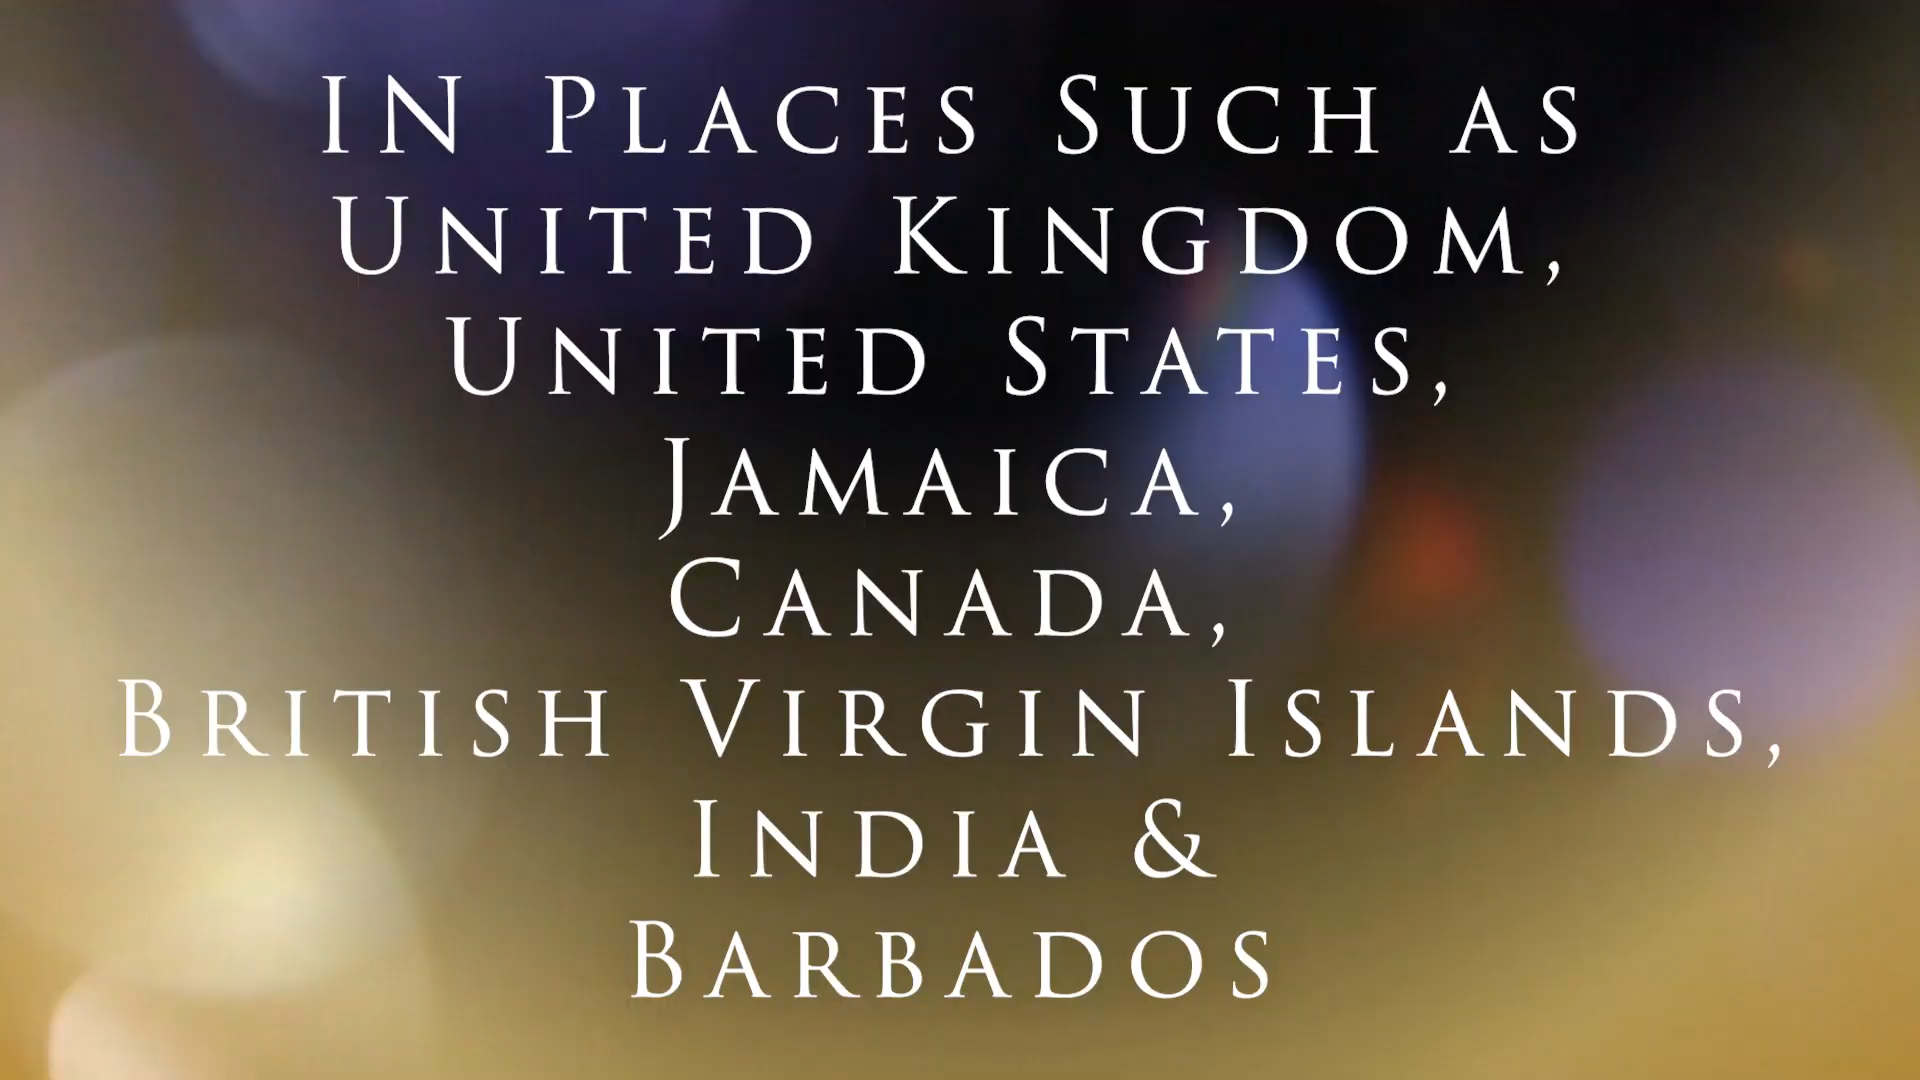 IN Places Such as
United Kingdom,
United States,
Jamaica,
Canada,
British Virgin Islands,
India &
Barbados